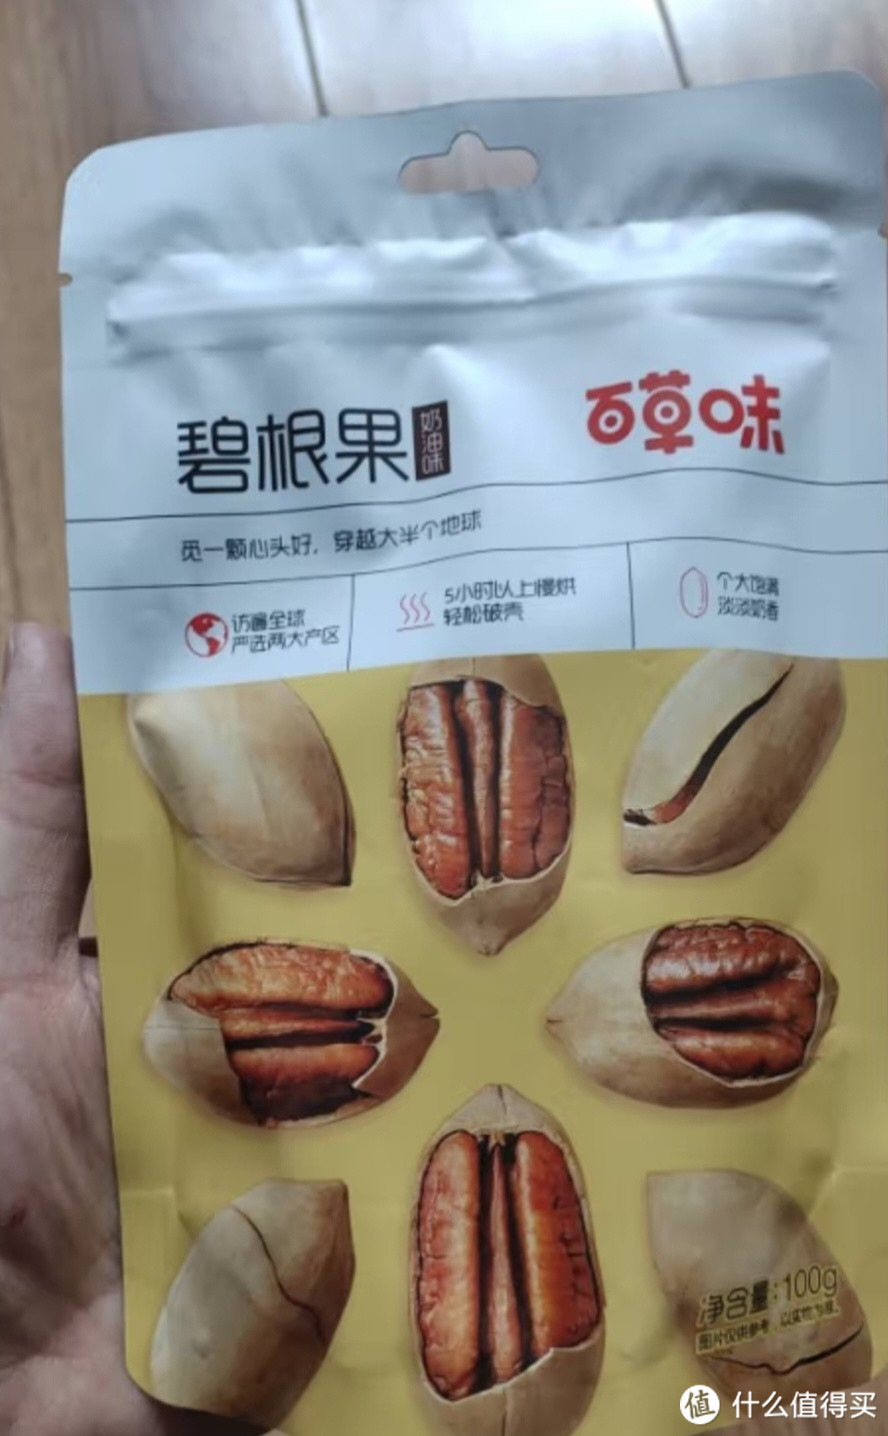 碧根果 奶油味 百草味
觅一颗心头好，穿越大半个地球
访遍全球
严选两大产区
5小时以上慢烘
轻松破壳
个大饱满
淡淡奶香
净含量:100g
图片仅供参考，以实物为准。
值 什么值得买